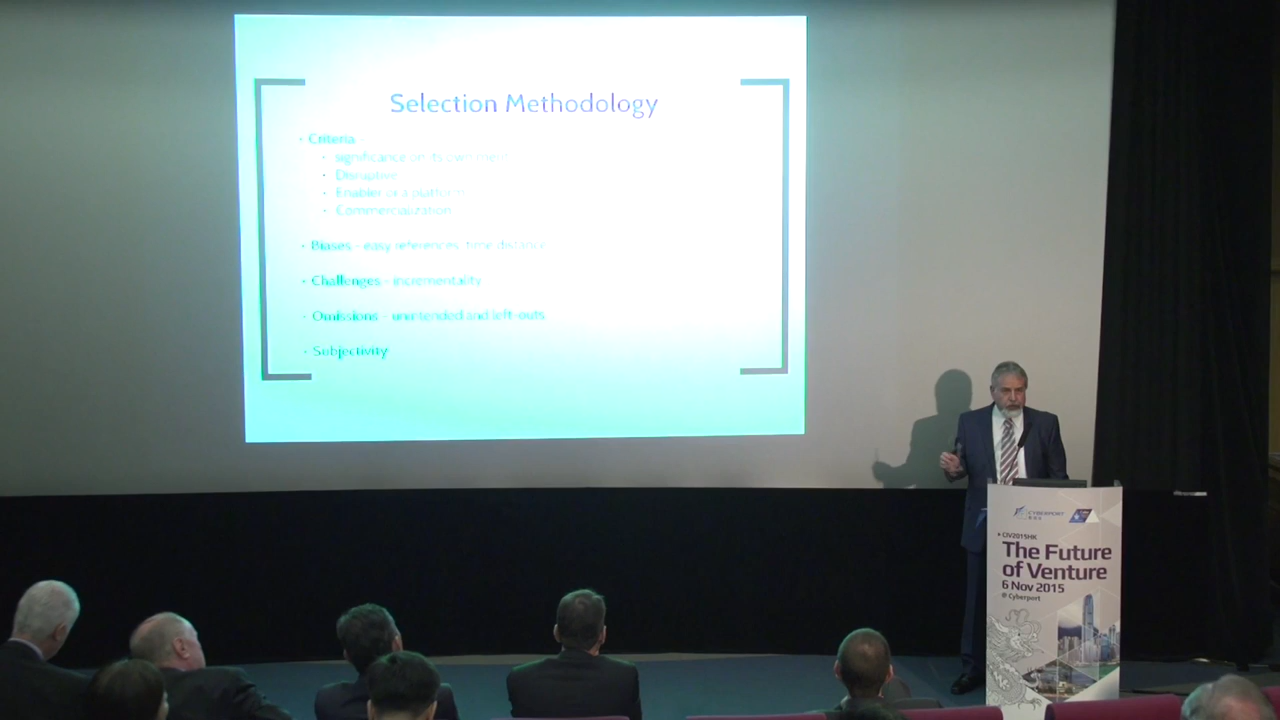 Selection Methodology
• Criteria -
• significance on its own merit
• Disruptive
• Enabler or a platform
• Commercialization
• Biases - easy references, time distance
• Challenges - incrementality
• Omissions - unintended and left-outs
• Subjectivity
CYBERPORT
CIV2015HK
The Future
of Venture
6 Nov 2015
@ Cyberport